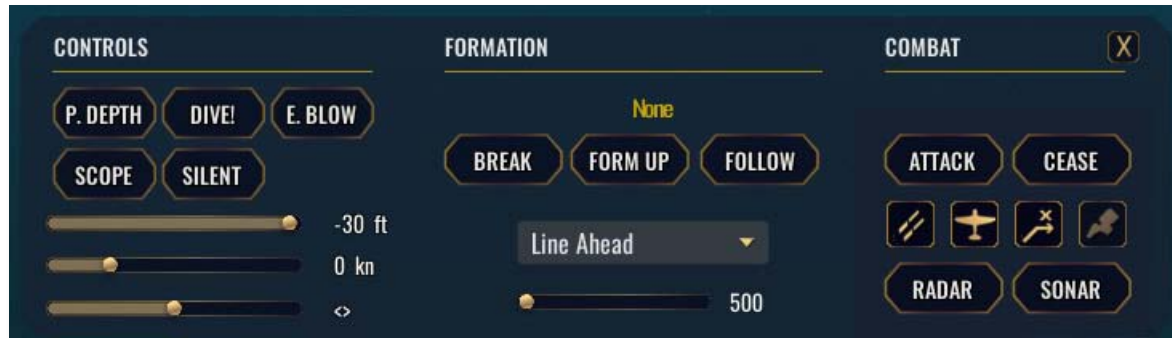 CONTROLS
P. DEPTH DIVE! E. BLOW
SCOPE SILENT
-30 ft
0 kn
<>
FORMATION
None
BREAK FORM UP FOLLOW
Line Ahead
500
COMBAT X
ATTACK CEASE
RADAR SONAR